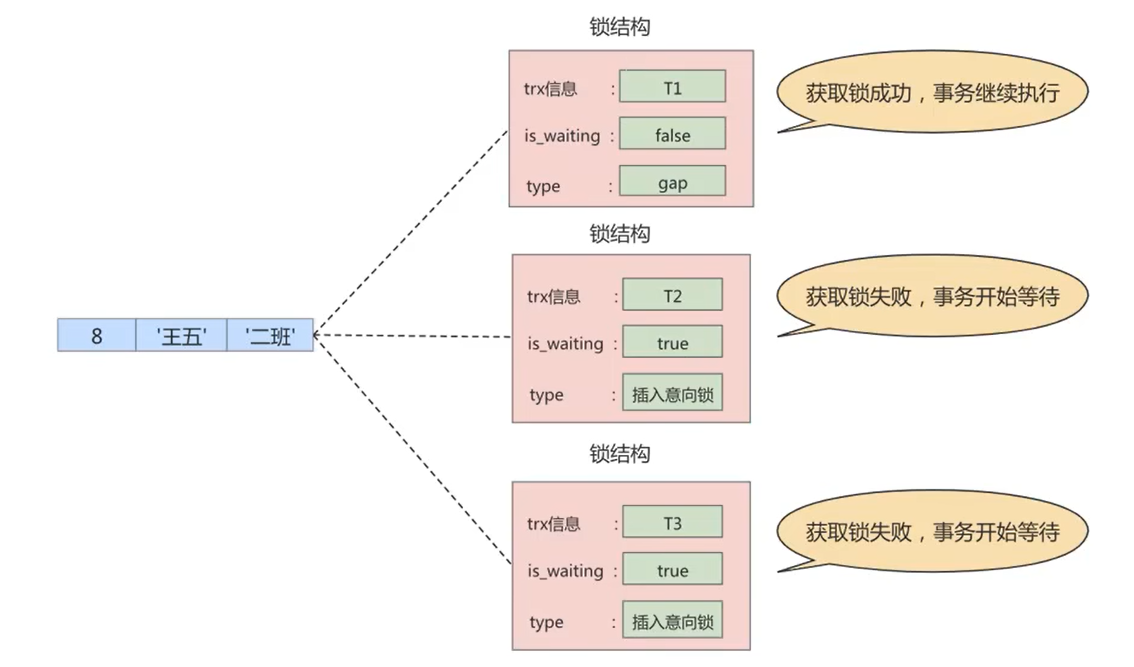 锁结构
trx信息 : T1
is_waiting : false
type : gap
获取锁成功，事务继续执行
锁结构
trx信息 : T2
is_waiting : true
type : 插入意向锁
获取锁失败，事务开始等待
8 '王五' '二班'
锁结构
trx信息 : T3
is_waiting : true
type : 插入意向锁
获取锁失败，事务开始等待